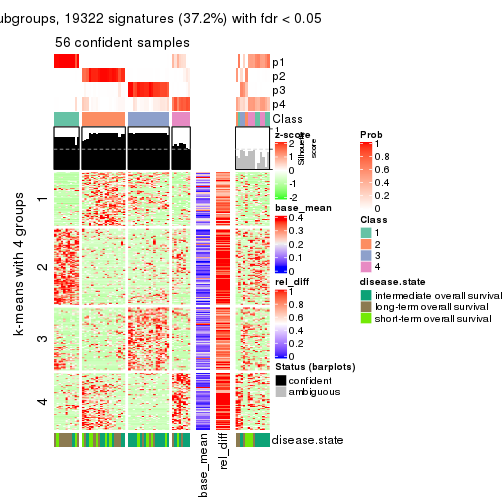 ubgroups, 19322 signatures (37.2%) with fdr < 0.05
56 confident samples
p1
p2
p3
p4
Class
1
Silhouette
score
z-score
2
1
0
-1
-2
base_mean
0.4
0.3
0.2
0.1
0
rel_diff
1
0.8
0.6
0.4
0.2
0
Status (barplots)
confident
ambiguous
Prob
1
0.8
0.6
0.4
0.2
0
Class
1
2
3
4
disease.state
intermediate overall survival
long-term overall survival
short-term overall survival
k-means with 4 groups
1
2
3
4
disease.state
base_mean
rel_diff